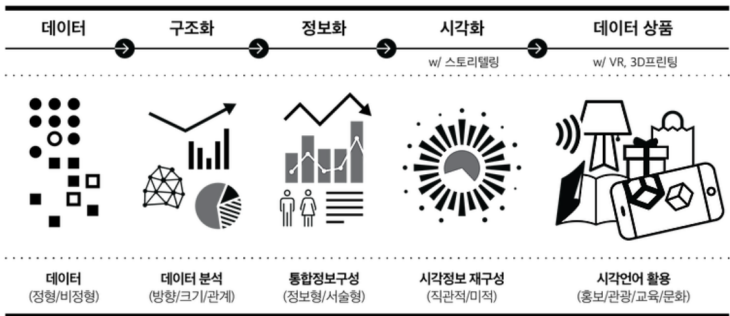 데이터
구조화
정보화
시각화
데이터 상품
w/ 스토리텔링
w/ VR, 3D프린팅
데이터
(정형/비정형)
데이터 분석
(방향/크기/관계)
통합정보구성
(정보형/서술형)
시각정보 재구성
(직관적/미적)
시각언어 활용
(홍보/관광/교육/문화)